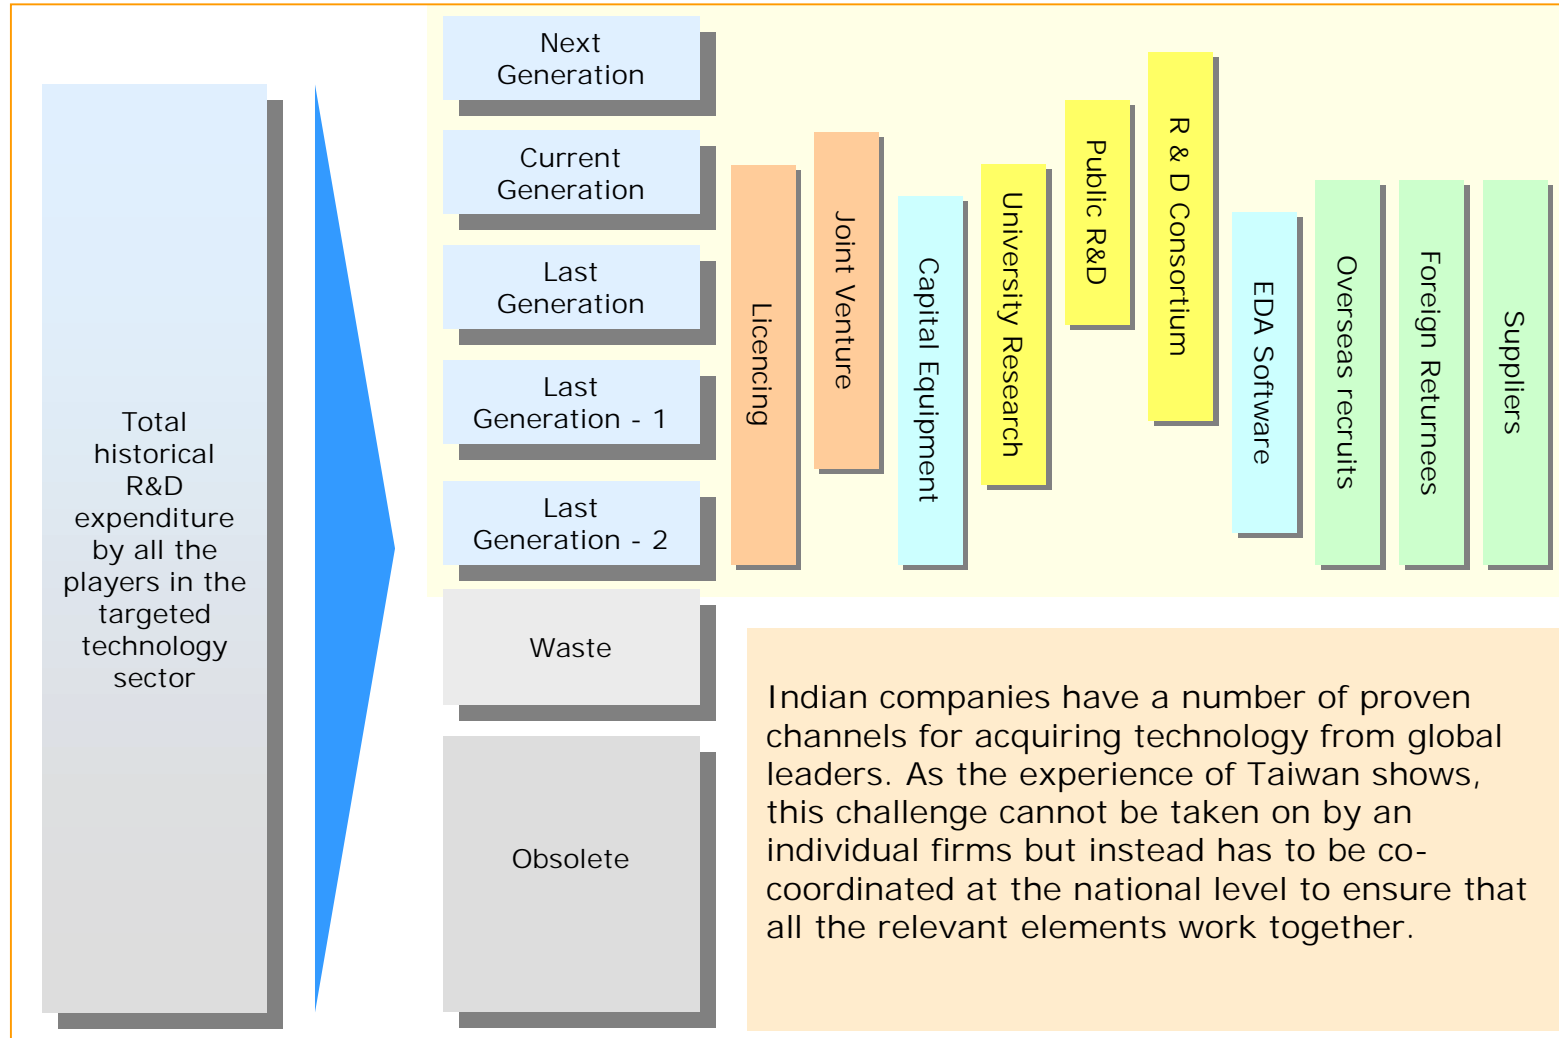 Total
historical
R&D
expenditure
by all the
players in the
targeted
technology
sector
Next
Generation
Current
Generation
Last
Generation
Last
Generation - 1
Last
Generation - 2
Waste
Obsolete
Licencing
Joint Venture
Capital Equipment
University Research
Public R&D
R & D Consortium
EDA Software
Overseas recruits
Foreign Returnees
Suppliers
Indian companies have a number of proven
channels for acquiring technology from global
leaders. As the experience of Taiwan shows,
this challenge cannot be taken on by an
individual firms but instead has to be co-
coordinated at the national level to ensure that
all the relevant elements work together.